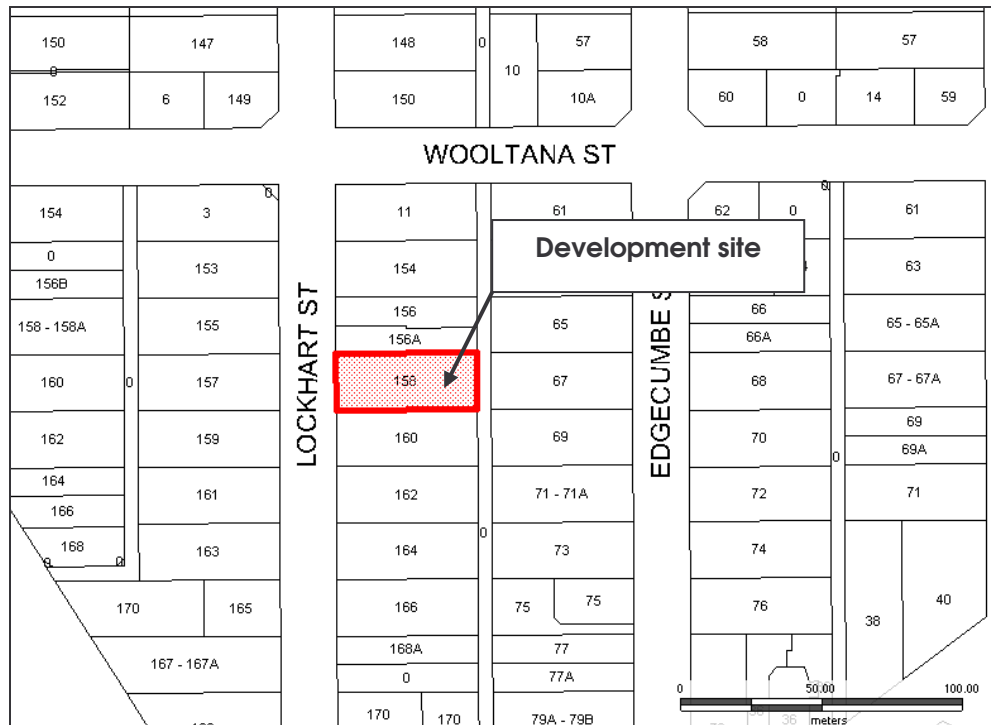 150 147 148 0 57 58 57
0 10
152 6 149 150 10A 60 0 14 59
WOOLTANA ST
0 0
154 3 11 61 62 0 61
Development site
0
153 154 63
156B
156 66
158 - 158A 155 65 65 - 65A
156A 66A
LOCKHART ST
EDGECUMBE
160 0 157 158 67 68 67 - 67A
69
162 159 160 69 70
0 69A
164
161 162 71 - 71A 72 71
166
0
168 163 164 73 74
0 0
170 165 166 75 75 76 38 40
168A 77
167 - 167A
0 77A
0 50.00 100.00
meters
170 170 79A - 79B 36